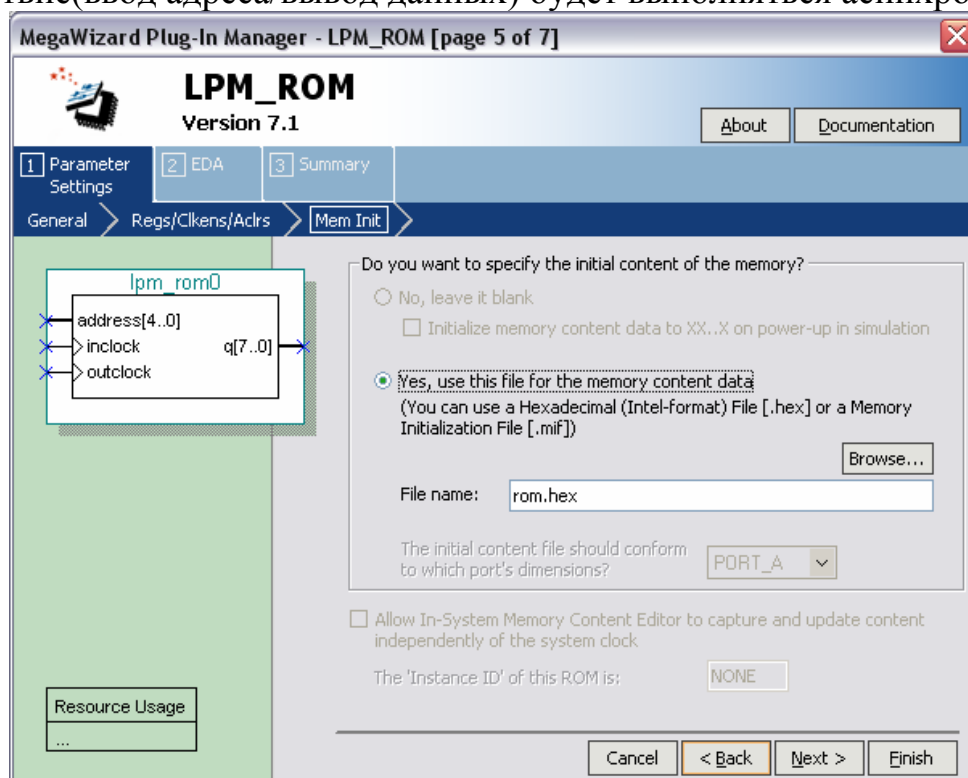 (ввод адреса/вывод данных) будет выполняться
MegaWizard Plug-In Manager - LPM_ROM [page 5 of 7]
LPM_ROM
Version 7.1
About
Documentation
1 Parameter Settings
2 EDA
3 Summary
General
Regs/Clkens/Aclrs
Mem Init
lpm_rom0
address[4..0]
inclock
q[7..0]
outclock
Do you want to specify the initial content of the memory?
No, leave it blank
Initialize memory content data to XX..X on power-up in simulation
Yes, use this file for the memory content data
(You can use a Hexadecimal (Intel-format) File [.hex] or a Memory
Initialization File [.mif])
Browse...
File name:
rom.hex
The initial content file should conform
to which port's dimensions?
PORT_A
Allow In-System Memory Content Editor to capture and update content
independently of the system clock
The 'Instance ID' of this ROM is:
NONE
Resource Usage
...
Cancel
< Back
Next >
Finish